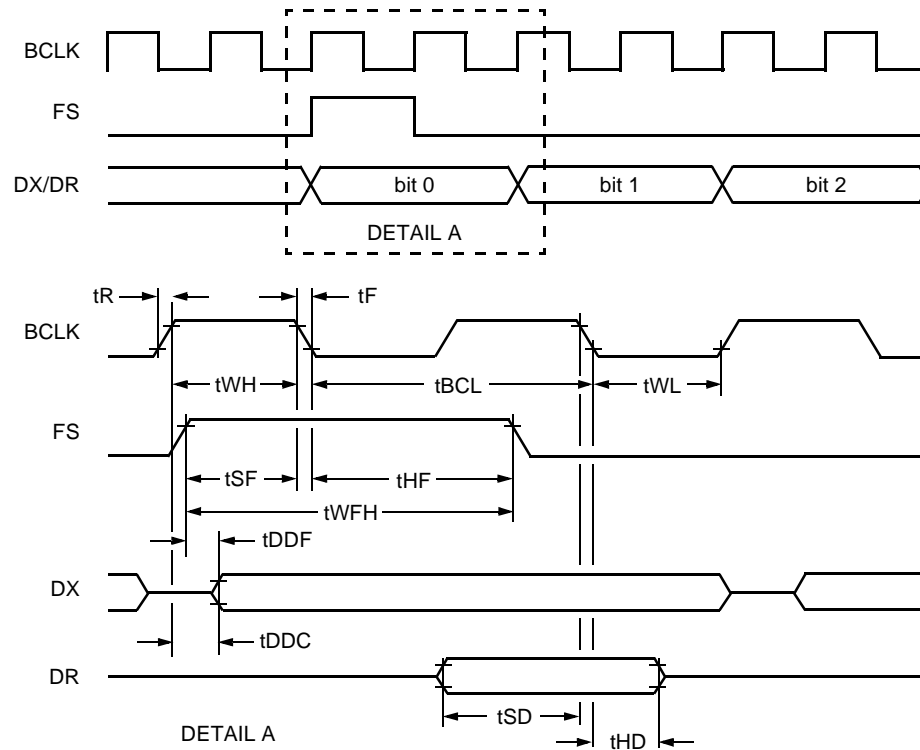 BCLK
FS
DX/DR
bit 0
bit 1
bit 2
DETAIL A
tR
tF
BCLK
tWH
tBCL
tWL
FS
tSF
tHF
tWFH
tDDF
DX
tDDC
DR
tSD
DETAIL A
tHD